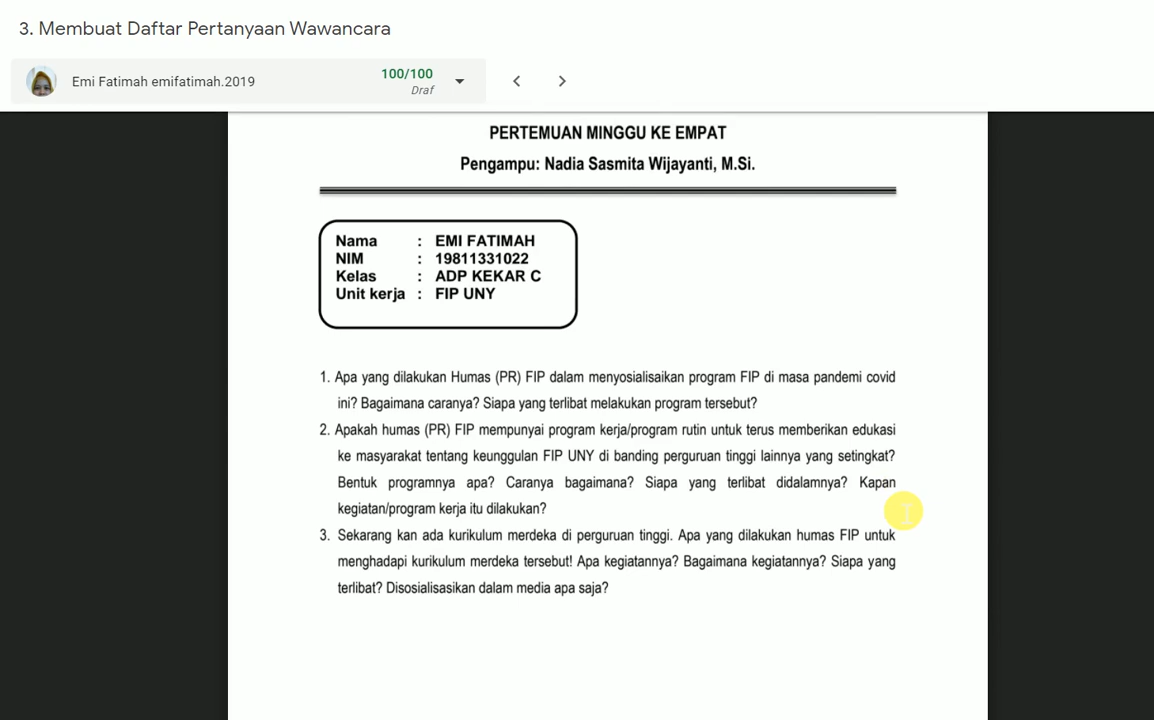 3. Membuat Daftar Pertanyaan Wawancara
Emi Fatimah emifatimah.2019
100/100
Draf
PERTEMUAN MINGGU KE EMPAT
Pengampu: Nadia Sasmita Wijayanti, M.Si.
Nama : EMI FATIMAH
NIM : 19811331022
Kelas : ADP KEKAR C
Unit kerja : FIP UNY
1. Apa yang dilakukan Humas (PR) FIP dalam menyosialisaikan program FIP di masa pandemi covid
ini? Bagaimana caranya? Siapa yang terlibat melakukan program tersebut?
2. Apakah humas (PR) FIP mempunyai program kerja/program rutin untuk terus memberikan edukasi
ke masyarakat tentang keunggulan FIP UNY di banding perguruan tinggi lainnya yang setingkat?
Bentuk programnya apa? Caranya bagaimana? Siapa yang terlibat didalamnya? Kapan
kegiatan/program kerja itu dilakukan?
3. Sekarang kan ada kurikulum merdeka di perguruan tinggi. Apa yang dilakukan humas FIP untuk
menghadapi kurikulum merdeka tersebut! Apa kegiatannya? Bagaimana kegiatannya? Siapa yang
terlibat? Disosialisasikan dalam media apa saja?